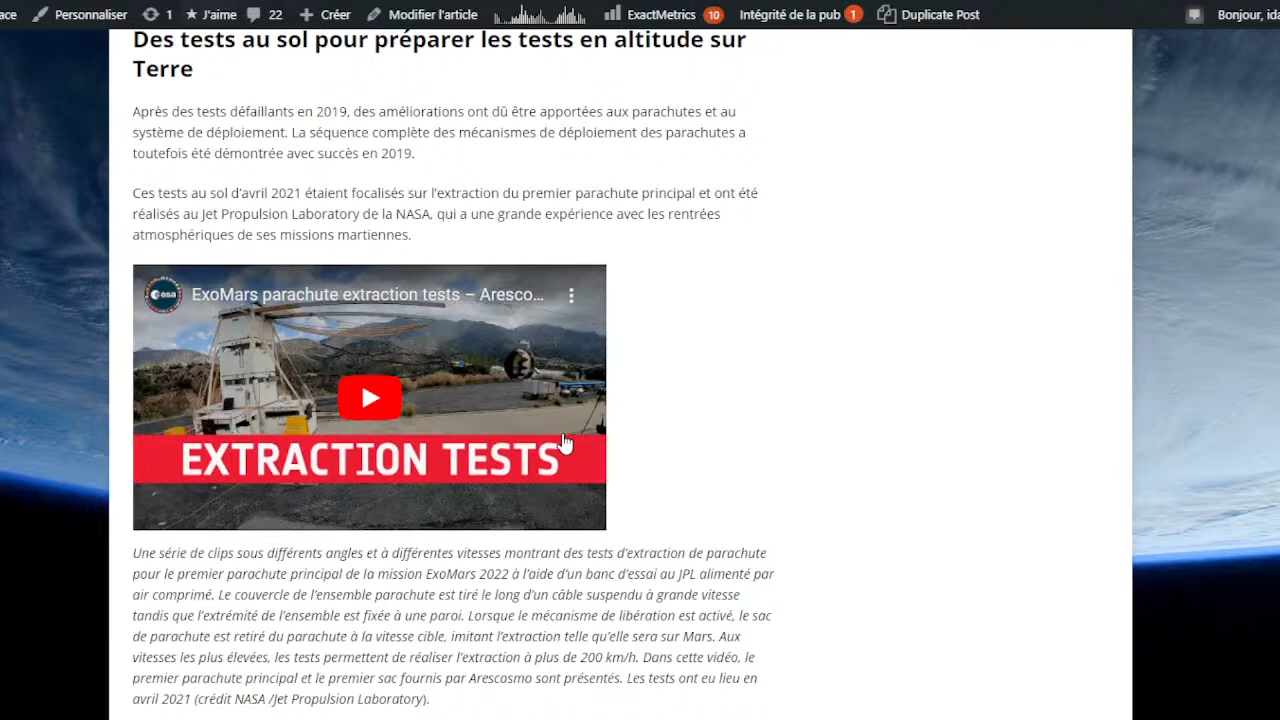 ace Personnaliser 1 J'aime 22 Créer Modifier l'article ExactMetrics 10 Intégrité de la pub 1 Duplicate Post Bonjour, ida
Des tests au sol pour préparer les tests en altitude sur
Terre
Après des tests défaillants en 2019, des améliorations ont dû être apportées aux parachutes et au
système de déploiement. La séquence complète des mécanismes de déploiement des parachutes a
toutefois été démontrée avec succès en 2019.
Ces tests au sol d'avril 2021 étaient focalisés sur l'extraction du premier parachute principal et ont été
réalisés au Jet Propulsion Laboratory de la NASA, qui a une grande expérience avec les rentrées
atmosphériques de ses missions martiennes.
esa ExoMars parachute extraction tests – Aresco...
EXTRACTION TESTS
Une série de clips sous différents angles et à différentes vitesses montrant des tests d'extraction de parachute
pour le premier parachute principal de la mission ExoMars 2022 à l'aide d'un banc d'essai au JPL alimenté par
air comprimé. Le couvercle de l'ensemble parachute est tiré le long d'un câble suspendu à grande vitesse
tandis que l'extrémité de l'ensemble est fixée à une paroi. Lorsque le mécanisme de libération est activé, le sac
de parachute est retiré du parachute à la vitesse cible, imitant l'extraction telle qu'elle sera sur Mars. Aux
vitesses les plus élevées, les tests permettent de réaliser l'extraction à plus de 200 km/h. Dans cette vidéo, le
premier parachute principal et le premier sac fournis par Arescosmo sont présentés. Les tests ont eu lieu en
avril 2021 (crédit NASA /Jet Propulsion Laboratory).